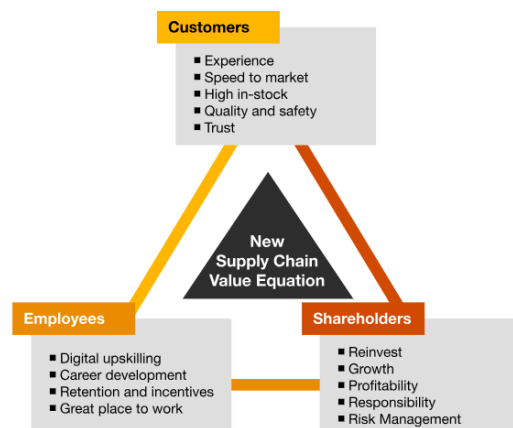 Customers
■ Experience
■ Speed to market
■ High in-stock
■ Quality and safety
■ Trust
New
Supply Chain
Value Equation
Employees
■ Digital upskilling
■ Career development
■ Retention and incentives
■ Great place to work
Shareholders
■ Reinvest
■ Growth
■ Profitability
■ Responsibility
■ Risk Management